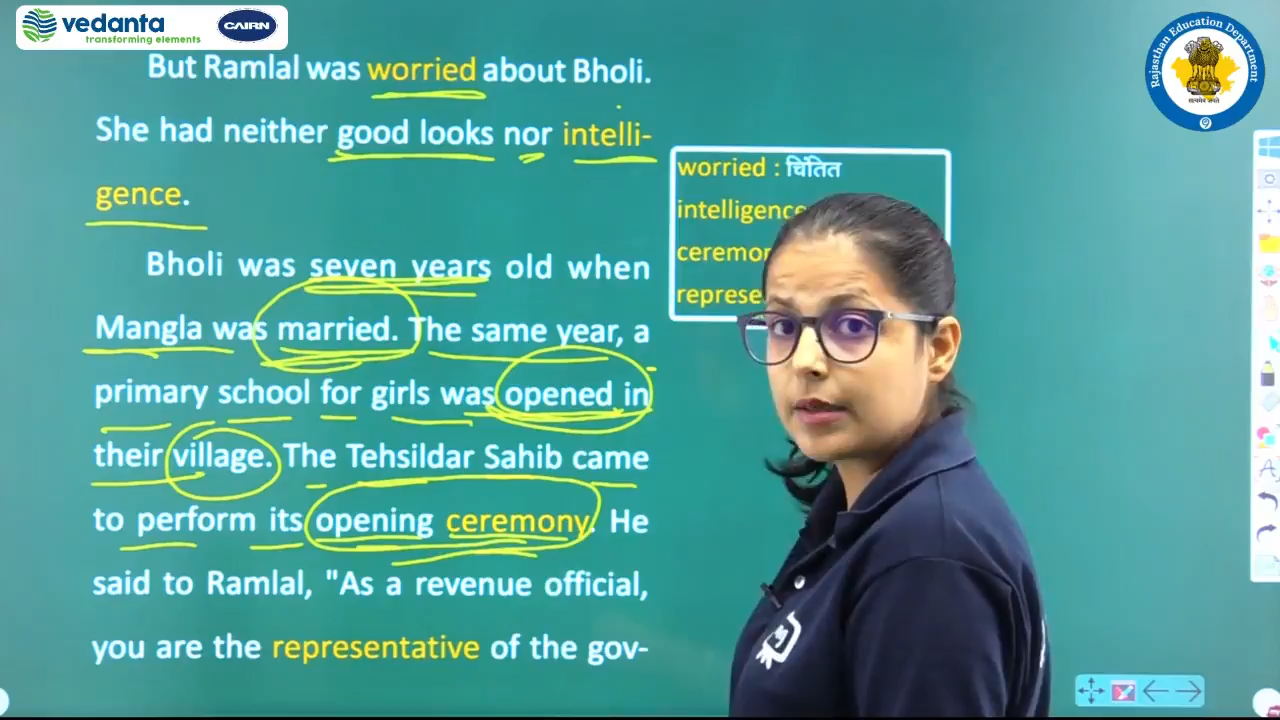 vedanta
transforming elements
CAIRN
Rajasthan Education Department
सत्यमेव जयते
But Ramlal was worried about Bholi.
She had neither good looks nor intelli-
gence.
Bholi was seven years old when
Mangla was married. The same year, a
primary school for girls was opened in
their village. The Tehsildar Sahib came
to perform its opening ceremony. He
said to Ramlal, "As a revenue official,
you are the representative of the gov-
worried : चिंतित
intelligence